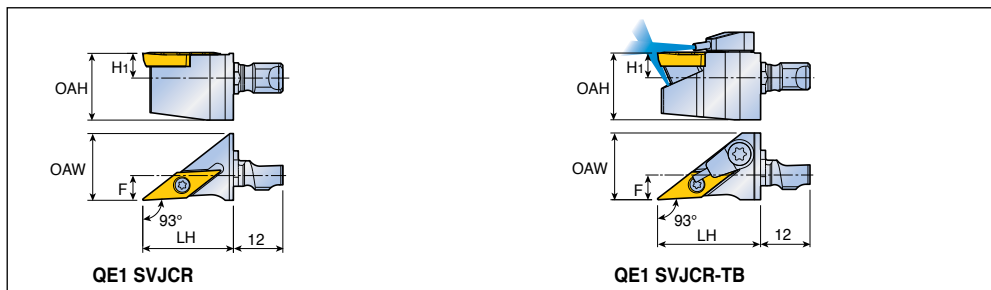 H1
OAH
OAW
F
93°
LH
12
QE1 SVJCR
H1
OAH
OAW
F
93°
LH
12
QE1 SVJCR-TB